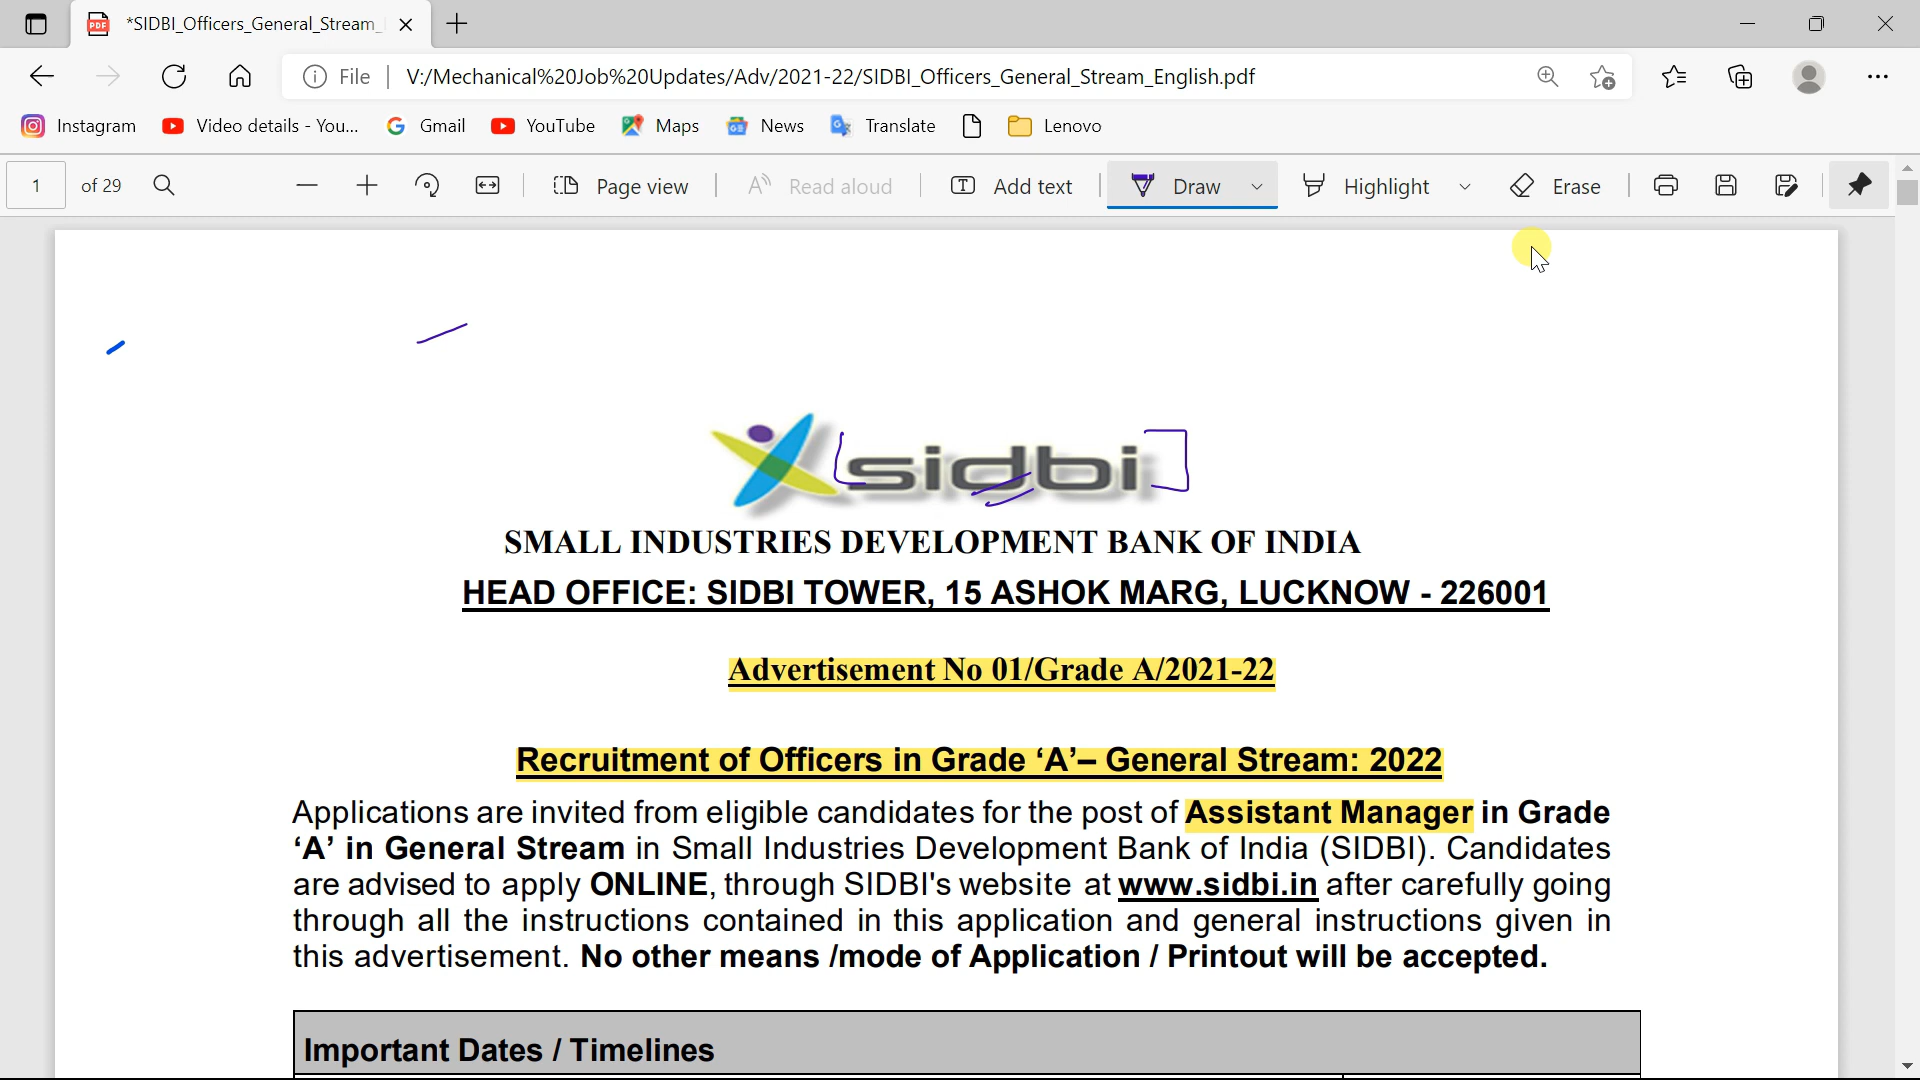 *SIDBI_Officers_General_Stream_
File V:/Mechanical%20Job%20Updates/Adv/2021-22/SIDBI_Officers_General_Stream_English.pdf
Instagram Video details - You... Gmail YouTube Maps News Translate Lenovo
1 of 29 Page view Read aloud Add text Draw Highlight Erase
sidbi
SMALL INDUSTRIES DEVELOPMENT BANK OF INDIA
HEAD OFFICE: SIDBI TOWER, 15 ASHOK MARG, LUCKNOW - 226001
Advertisement No 01/Grade A/2021-22
Recruitment of Officers in Grade ‘A’– General Stream: 2022
Applications are invited from eligible candidates for the post of Assistant Manager in Grade
‘A’ in General Stream in Small Industries Development Bank of India (SIDBI). Candidates
are advised to apply ONLINE, through SIDBI's website at www.sidbi.in after carefully going
through all the instructions contained in this application and general instructions given in
this advertisement. No other means /mode of Application / Printout will be accepted.
Important Dates / Timelines